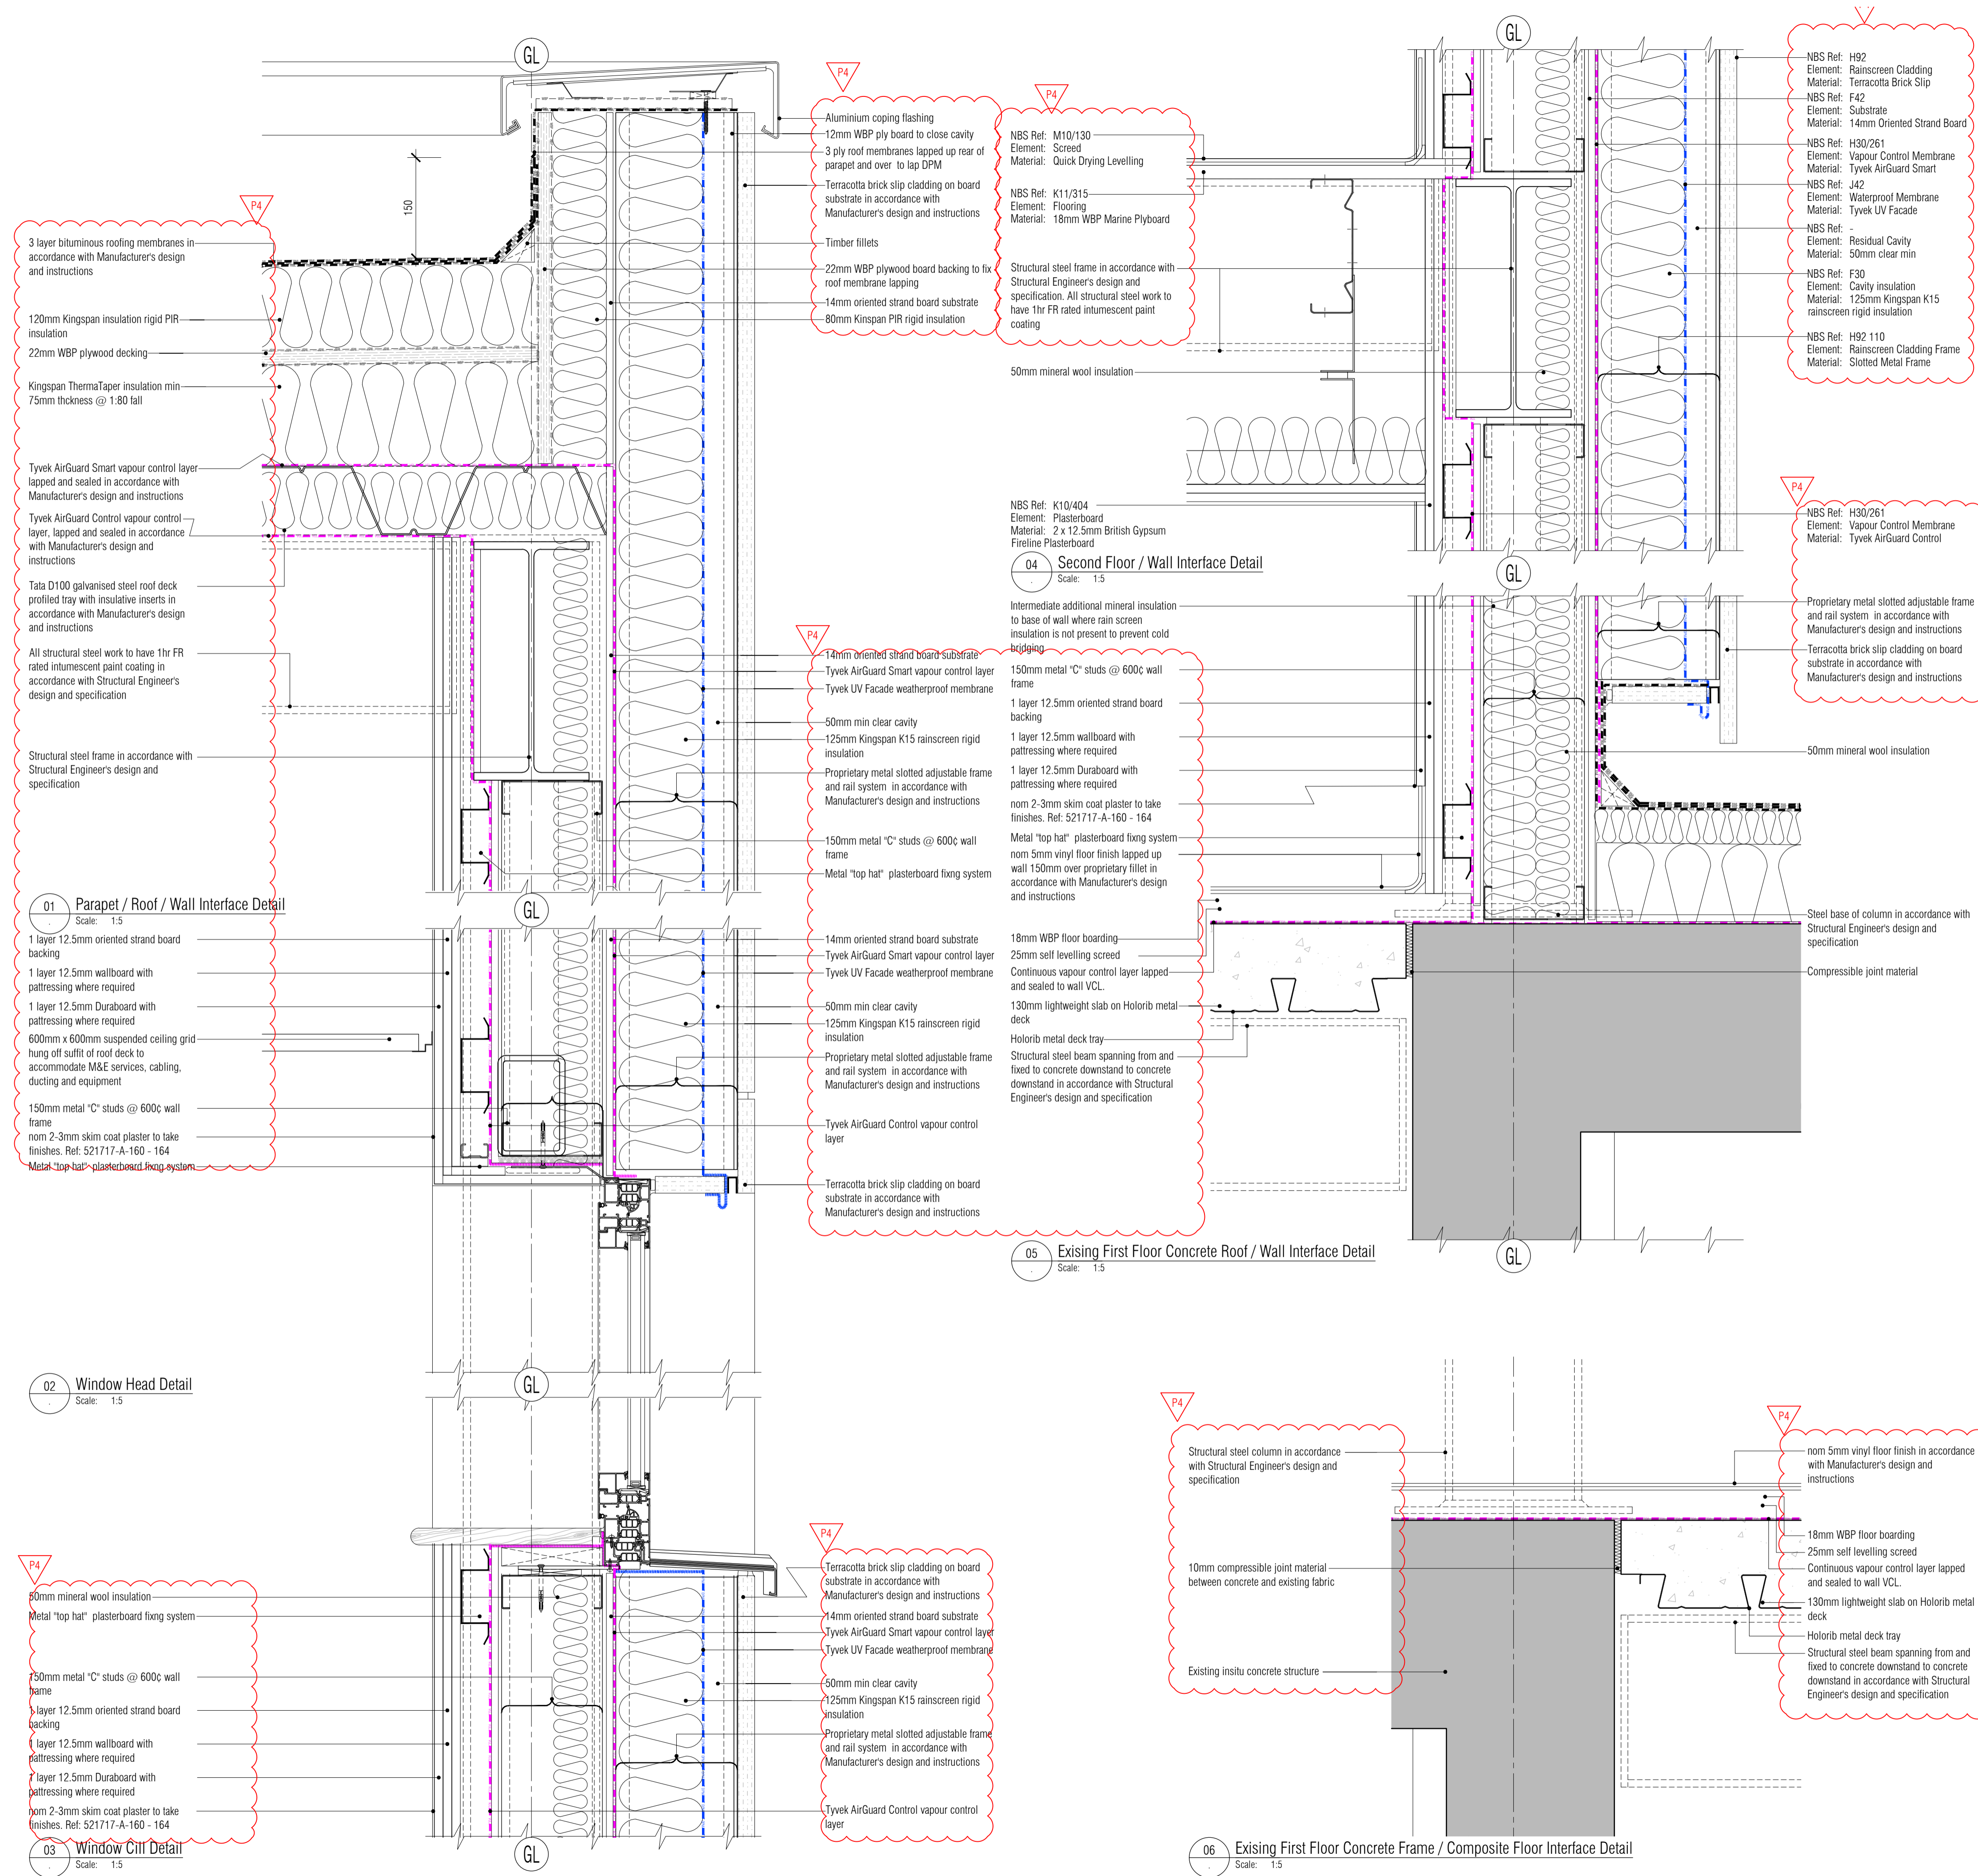 GL
P4
3 layer bituminous roofing membranes in
accordance with Manufacturer's design
and instructions
120mm Kingspan insulation rigid PIR
insulation
22mm WBP plywood decking
Kingspan ThermaTaper insulation min
75mm thckness @ 1:80 fall
Tyvek AirGuard Smart vapour control layer
lapped and sealed in accordance with
Manufacturer's design and instructions
Tyvek AirGuard Control vapour control
layer, lapped and sealed in accordance
with Manufacturer's design and
instructions
Tata D100 galvanised steel roof deck
profiled tray with insulative inserts in
accordance with Manufacturer's design
and instructions
All structural steel work to have 1hr FR
rated intumescent paint coating in
accordance with Structural Engineer's
design and specification
Structural steel frame in accordance with
Structural Engineer's design and
specification
150
P4
Aluminium coping flashing
12mm WBP ply board to close cavity
3 ply roof membranes lapped up rear of
parapet and over to lap DPM
Terracotta brick slip cladding on board
substrate in accordance with
Manufacturer's design and instructions
Timber fillets
22mm WBP plywood board backing to fix
roof membrane lapping
14mm oriented strand board substrate
80mm Kinspan PIR rigid insulation
P4
14mm oriented strand board substrate
Tyvek AirGuard Smart vapour control layer
Tyvek UV Facade weatherproof membrane
50mm min clear cavity
125mm Kingspan K15 rainscreen rigid
insulation
Proprietary metal slotted adjustable frame
and rail system in accordance with
Manufacturer's design and instructions
150mm metal "C" studs @ 600¢ wall
frame
Metal "top hat" plasterboard fixng system
01 Parapet / Roof / Wall Interface Detail
. Scale: 1:5
GL
1 layer 12.5mm oriented strand board
backing
1 layer 12.5mm wallboard with
pattressing where required
1 layer 12.5mm Duraboard with
pattressing where required
600mm x 600mm suspended ceiling grid
hung off suffit of roof deck to
accommodate M&E services, cabling,
ducting and equipment
150mm metal "C" studs @ 600¢ wall
frame
nom 2-3mm skim coat plaster to take
finishes. Ref: 521717-A-160 - 164
Metal "top hat" plasterboard fixng system
14mm oriented strand board substrate
Tyvek AirGuard Smart vapour control layer
Tyvek UV Facade weatherproof membrane
50mm min clear cavity
125mm Kingspan K15 rainscreen rigid
insulation
Proprietary metal slotted adjustable frame
and rail system in accordance with
Manufacturer's design and instructions
Tyvek AirGuard Control vapour control
layer
Terracotta brick slip cladding on board
substrate in accordance with
Manufacturer's design and instructions
02 Window Head Detail
. Scale: 1:5
GL
P4
50mm mineral wool insulation
Metal "top hat" plasterboard fixng system
150mm metal "C" studs @ 600¢ wall
frame
1 layer 12.5mm oriented strand board
backing
1 layer 12.5mm wallboard with
pattressing where required
1 layer 12.5mm Duraboard with
pattressing where required
nom 2-3mm skim coat plaster to take
finishes. Ref: 521717-A-160 - 164
P4
Terracotta brick slip cladding on board
substrate in accordance with
Manufacturer's design and instructions
14mm oriented strand board substrate
Tyvek AirGuard Smart vapour control layer
Tyvek UV Facade weatherproof membrane
50mm min clear cavity
125mm Kingspan K15 rainscreen rigid
insulation
Proprietary metal slotted adjustable frame
and rail system in accordance with
Manufacturer's design and instructions
Tyvek AirGuard Control vapour control
layer
03 Window Cill Detail
. Scale: 1:5
GL
GL
P4
NBS Ref: M10/130
Element: Screed
Material: Quick Drying Levelling
NBS Ref: K11/315
Element: Flooring
Material: 18mm WBP Marine Plyboard
Structural steel frame in accordance with
Structural Engineer's design and
specification. All structural steel work to
have 1hr FR rated intumescent paint
coating
50mm mineral wool insulation
NBS Ref: K10/404
Element: Plasterboard
Material: 2 x 12.5mm British Gypsum
Fireline Plasterboard
NBS Ref: H92
Element: Rainscreen Cladding
Material: Terracotta Brick Slip
NBS Ref: F42
Element: Substrate
Material: 14mm Oriented Strand Board
NBS Ref: H30/261
Element: Vapour Control Membrane
Material: Tyvek AirGuard Smart
NBS Ref: J42
Element: Waterproof Membrane
Material: Tyvek UV Facade
NBS Ref: -
Element: Residual Cavity
Material: 50mm clear min
NBS Ref: F30
Element: Cavity insulation
Material: 125mm Kingspan K15
rainscreen rigid insulation
NBS Ref: H92 110
Element: Rainscreen Cladding Frame
Material: Slotted Metal Frame
P4
NBS Ref: H30/261
Element: Vapour Control Membrane
Material: Tyvek AirGuard Control
04 Second Floor / Wall Interface Detail
. Scale: 1:5
GL
Intermediate additional mineral insulation
to base of wall where rain screen
insulation is not present to prevent cold
bridging
150mm metal "C" studs @ 600¢ wall
frame
1 layer 12.5mm oriented strand board
backing
1 layer 12.5mm wallboard with
pattressing where required
1 layer 12.5mm Duraboard with
pattressing where required
nom 2-3mm skim coat plaster to take
finishes. Ref: 521717-A-160 - 164
Metal "top hat" plasterboard fixng system
nom 5mm vinyl floor finish lapped up
wall 150mm over proprietary fillet in
accordance with Manufacturer's design
and instructions
18mm WBP floor boarding
25mm self levelling screed
Continuous vapour control layer lapped
and sealed to wall VCL.
130mm lightweight slab on Holorib metal
deck
Holorib metal deck tray
Structural steel beam spanning from and
fixed to concrete downstand to concrete
downstand in accordance with Structural
Engineer's design and specification
Proprietary metal slotted adjustable frame
and rail system in accordance with
Manufacturer's design and instructions
Terracotta brick slip cladding on board
substrate in accordance with
Manufacturer's design and instructions
50mm mineral wool insulation
Steel base of column in accordance with
Structural Engineer's design and
specification
Compressible joint material
05 Exising First Floor Concrete Roof / Wall Interface Detail
. Scale: 1:5
GL
P4
Structural steel column in accordance
with Structural Engineer's design and
specification
10mm compressible joint material
between concrete and existing fabric
Existing insitu concrete structure
P4
nom 5mm vinyl floor finish in accordance
with Manufacturer's design and
instructions
18mm WBP floor boarding
25mm self levelling screed
Continuous vapour control layer lapped
and sealed to wall VCL.
130mm lightweight slab on Holorib metal
deck
Holorib metal deck tray
Structural steel beam spanning from and
fixed to concrete downstand to concrete
downstand in accordance with Structural
Engineer's design and specification
06 Exising First Floor Concrete Frame / Composite Floor Interface Detail
. Scale: 1:5